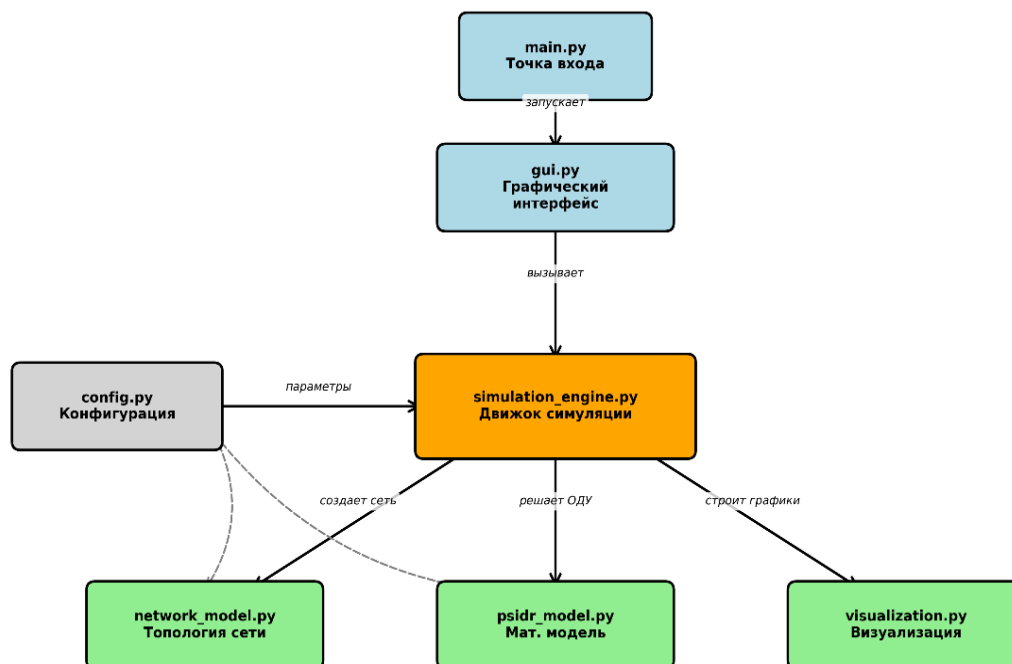 main.py
Точка входа
запускает
gui.py
Графический
интерфейс
вызывает
config.py
Конфигурация
параметры
simulation_engine.py
Движок симуляции
создает сеть
решает ОДУ
строит графики
network_model.py
Топология сети
psidr_model.py
Мат. модель
visualization.py
Визуализация